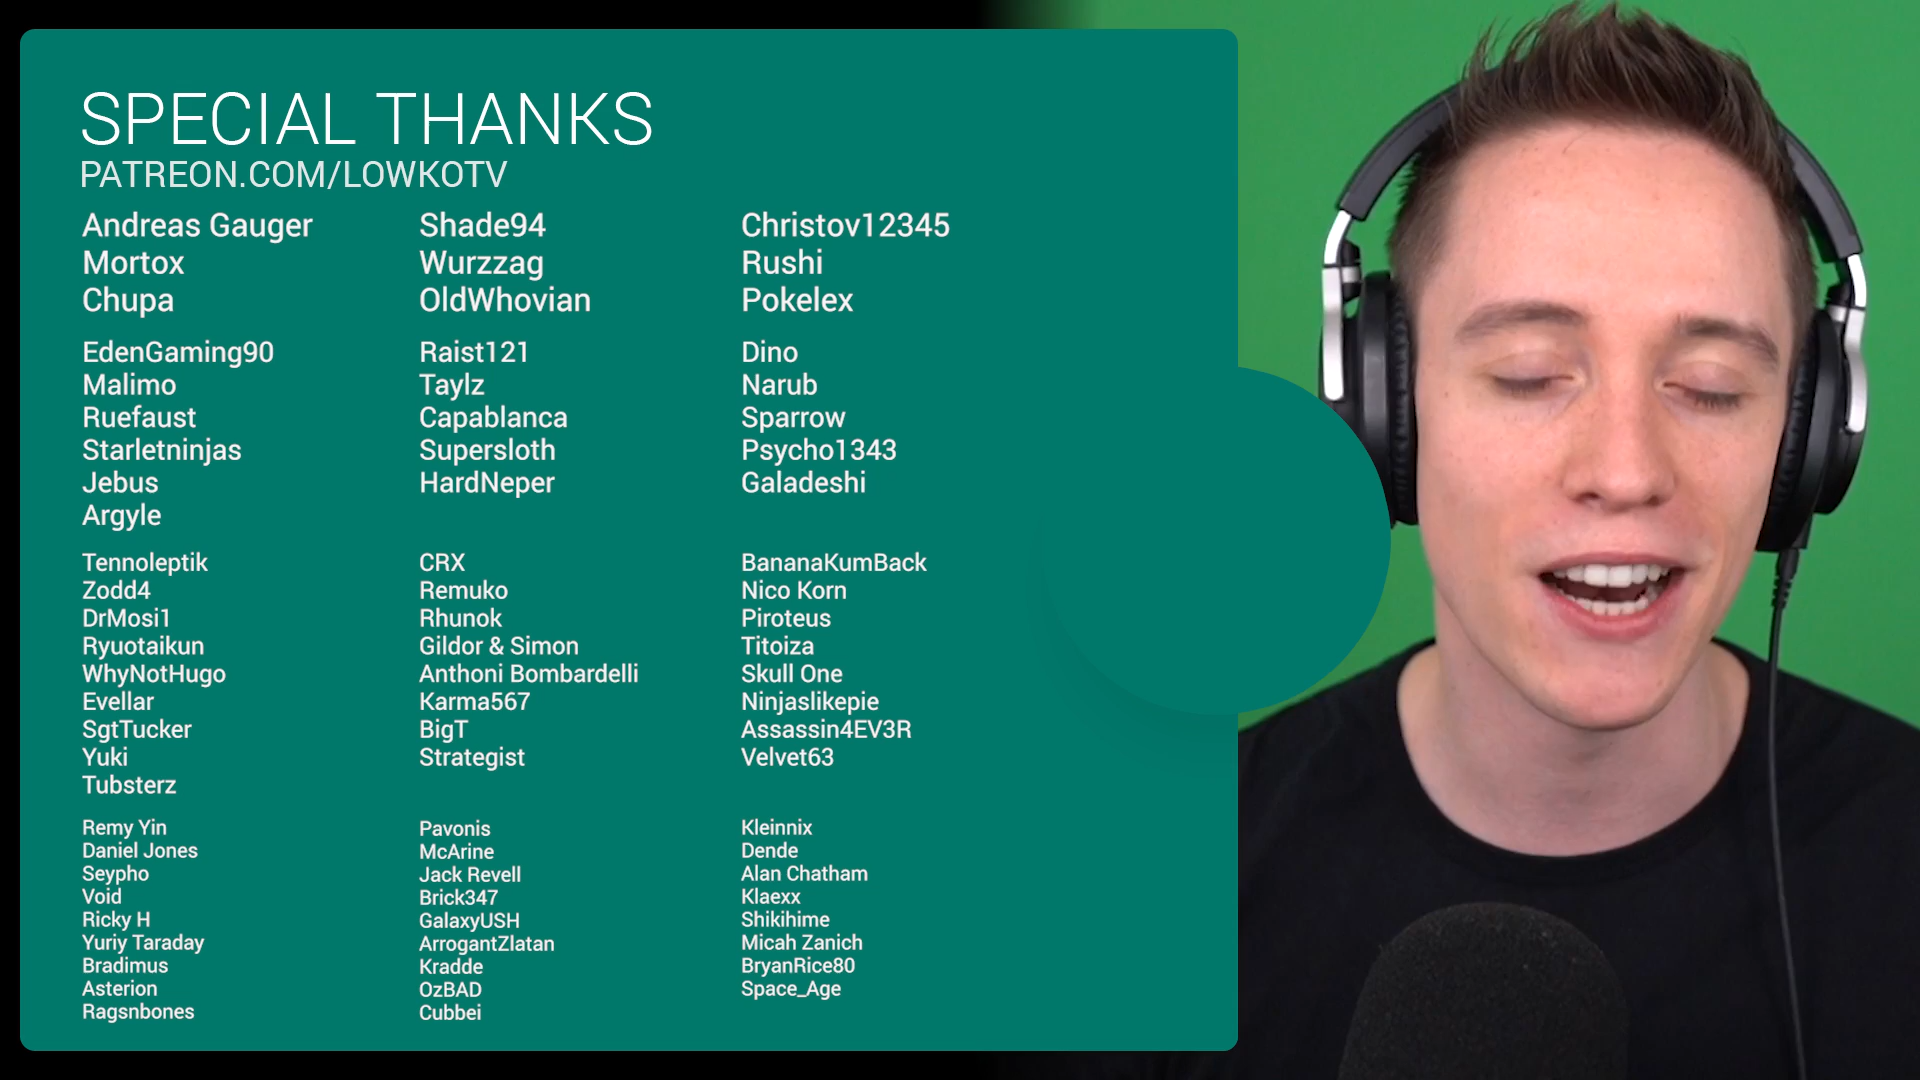 SPECIAL THANKS
PATREON.COM/LOWKOTV
Andreas Gauger
Mortox
Chupa
Shade94
Wurzzag
OldWhovian
Christov12345
Rushi
Pokelex
EdenGaming90
Malimo
Ruefaust
Starletninjas
Jebus
Argyle
Raist121
Taylz
Capablanca
Supersloth
HardNeper
Dino
Narub
Sparrow
Psycho1343
Galadeshi
Tennoleptik
Zodd4
DrMosi1
Ryuotaikun
WhyNotHugo
Evellar
SgtTucker
Yuki
Tubsterz
CRX
Remuko
Rhunok
Gildor & Simon
Anthoni Bombardelli
Karma567
BigT
Strategist
BananaKumBack
Nico Korn
Piroteus
Titoiza
Skull One
Ninjaslikepie
Assassin4EV3R
Velvet63
Remy Yin
Daniel Jones
Seypho
Void
Ricky H
Yuriy Taraday
Bradimus
Asterion
Ragsnbones
Pavonis
McArine
Jack Revell
Brick347
GalaxyUSH
ArrogantZlatan
Kradde
OzBAD
Cubbei
Kleinnix
Dende
Alan Chatham
Klaexx
Shikihime
Micah Zanich
BryanRice80
Space_Age